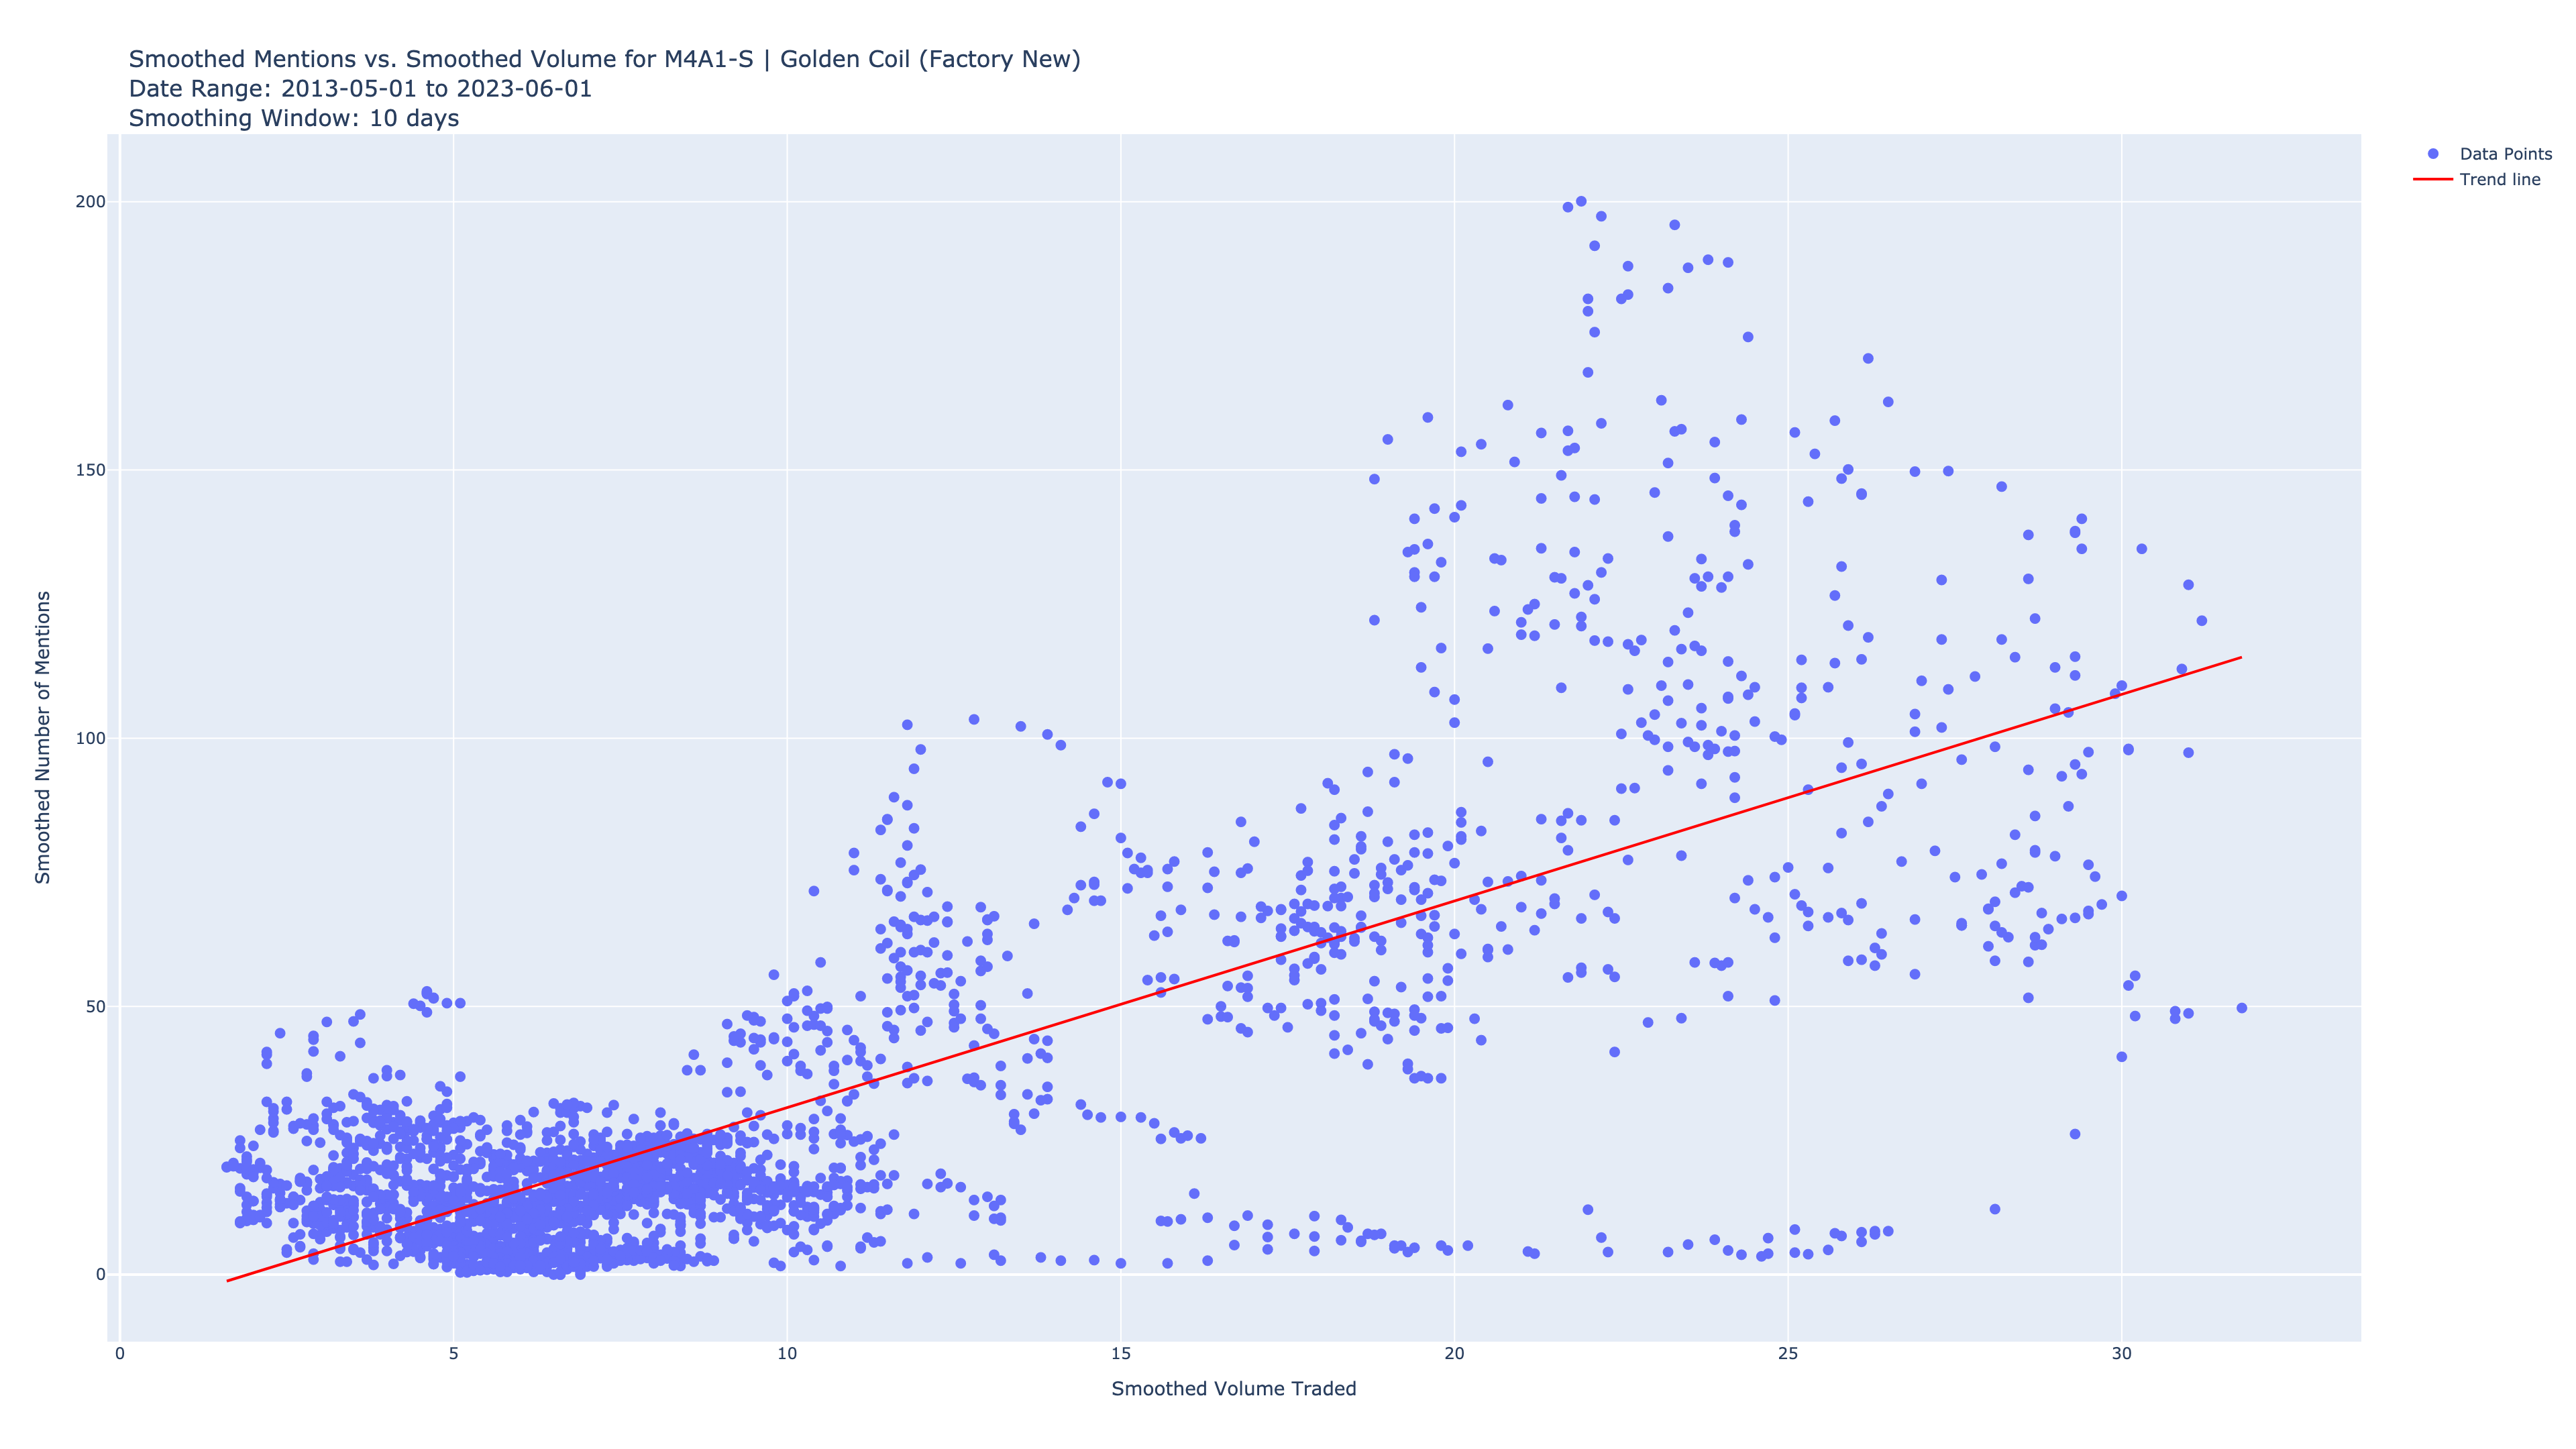 Smoothed Mentions vs. Smoothed Volume for M4A1-S | Golden Coil (Factory New)
Date Range: 2013-05-01 to 2023-06-01
Smoothing Window: 10 days
Data Points
Trend line
200
150
100
50
0
Smoothed Number of Mentions
0 5 10 15 20 25 30
Smoothed Volume Traded